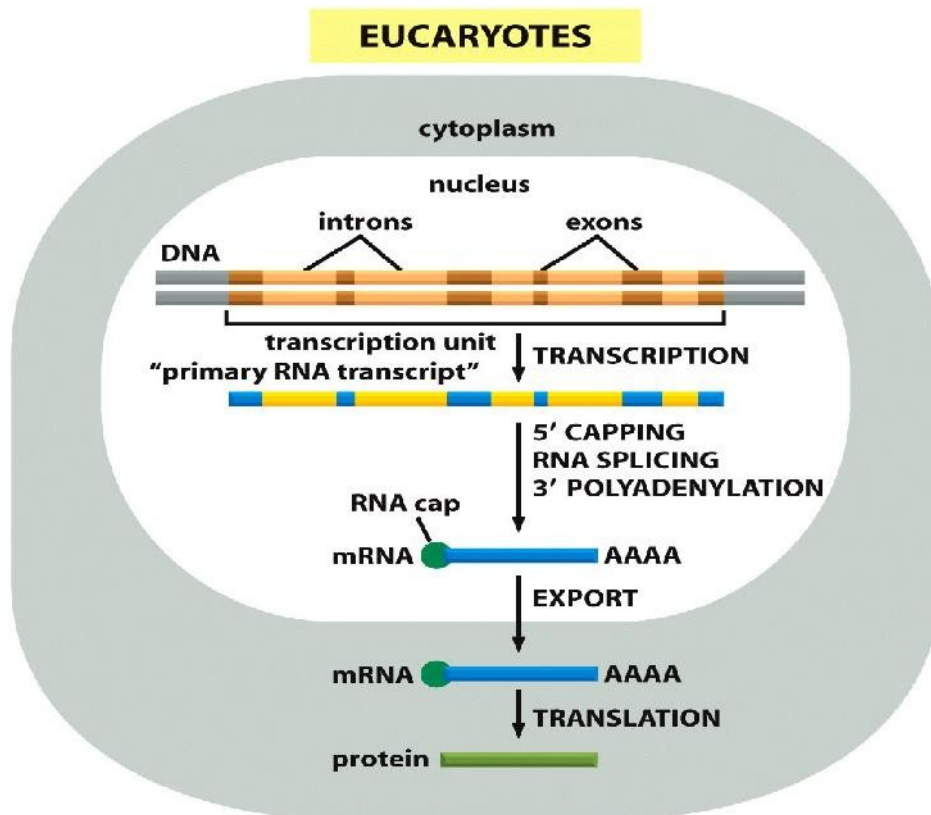 EUCARYOTES
cytoplasm
nucleus
introns
exons
DNA
transcription unit
TRANSCRIPTION
“primary RNA transcript”
5′ CAPPING
RNA SPLICING
3′ POLYADENYLATION
RNA cap
mRNA AAAA
EXPORT
mRNA AAAA
TRANSLATION
protein